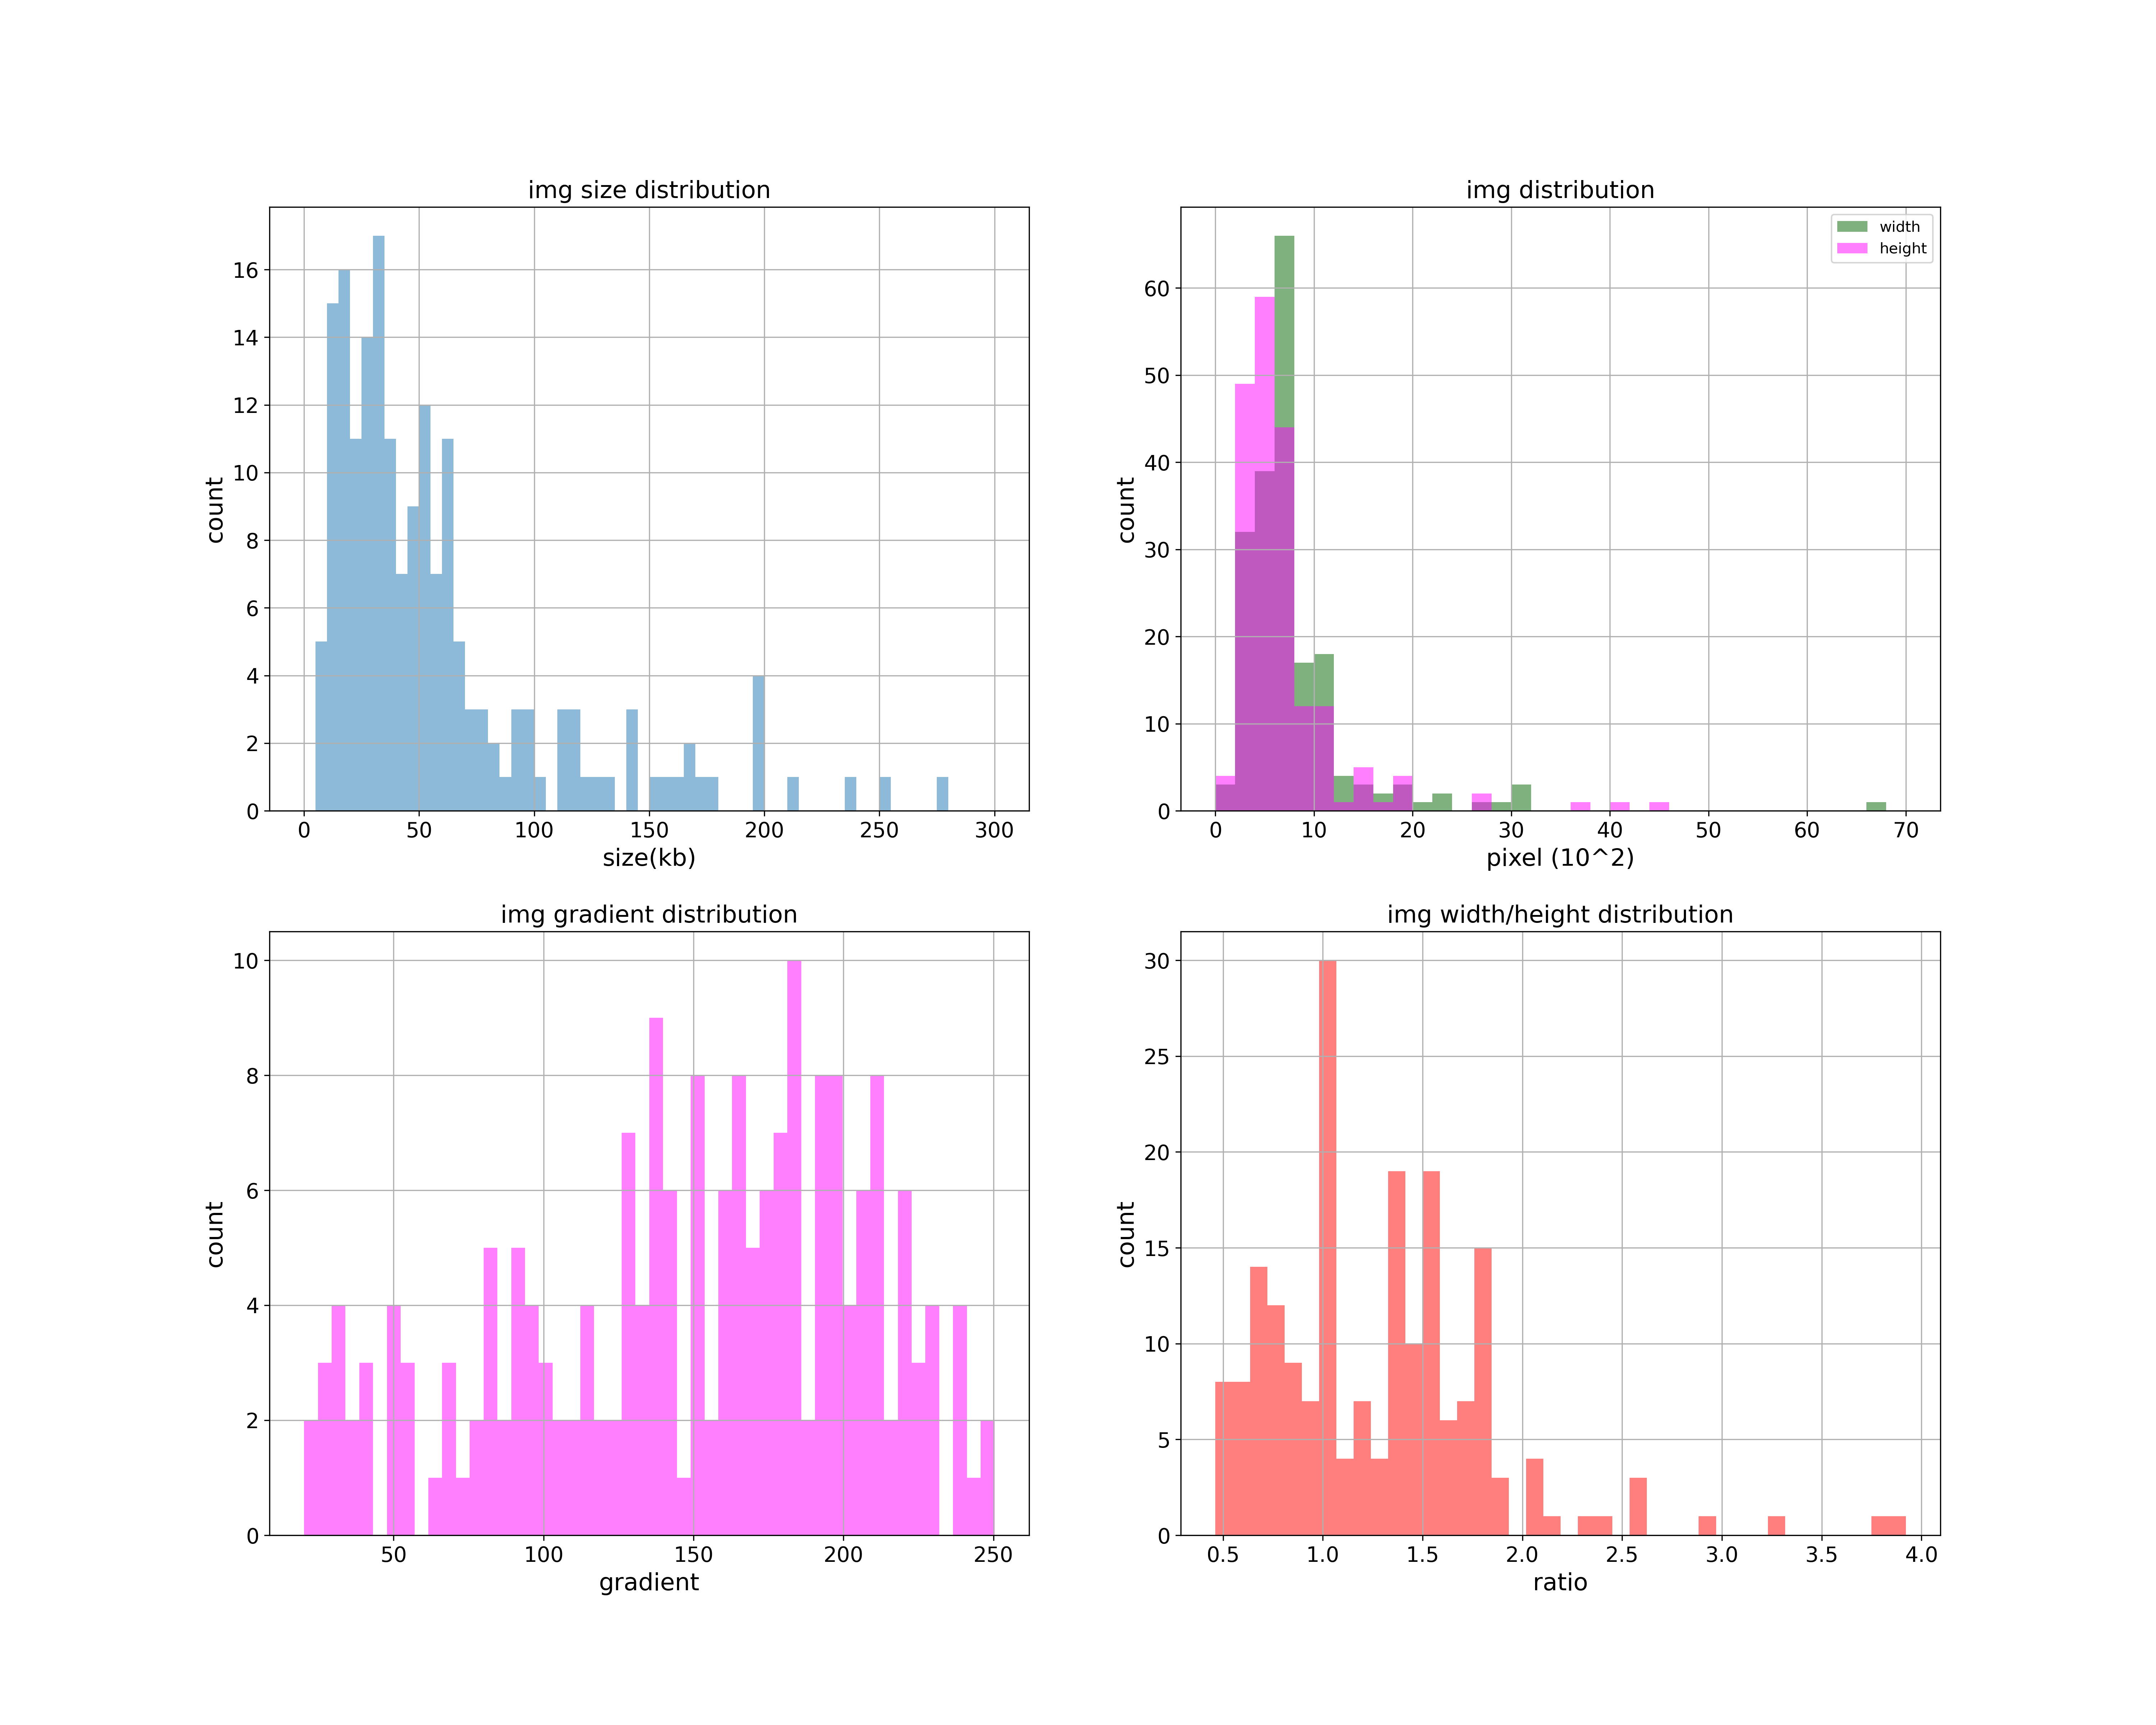 img size distribution
16
14
12
10
8
6
4
2
0
count
0 50 100 150 200 250 300
size(kb)
img distribution
width
height
60
50
40
30
20
10
0
count
0 10 20 30 40 50 60 70
pixel (10^2)
img gradient distribution
10
8
6
4
2
0
count
50 100 150 200 250
gradient
img width/height distribution
30
25
20
15
10
5
0
count
0.5 1.0 1.5 2.0 2.5 3.0 3.5 4.0
ratio